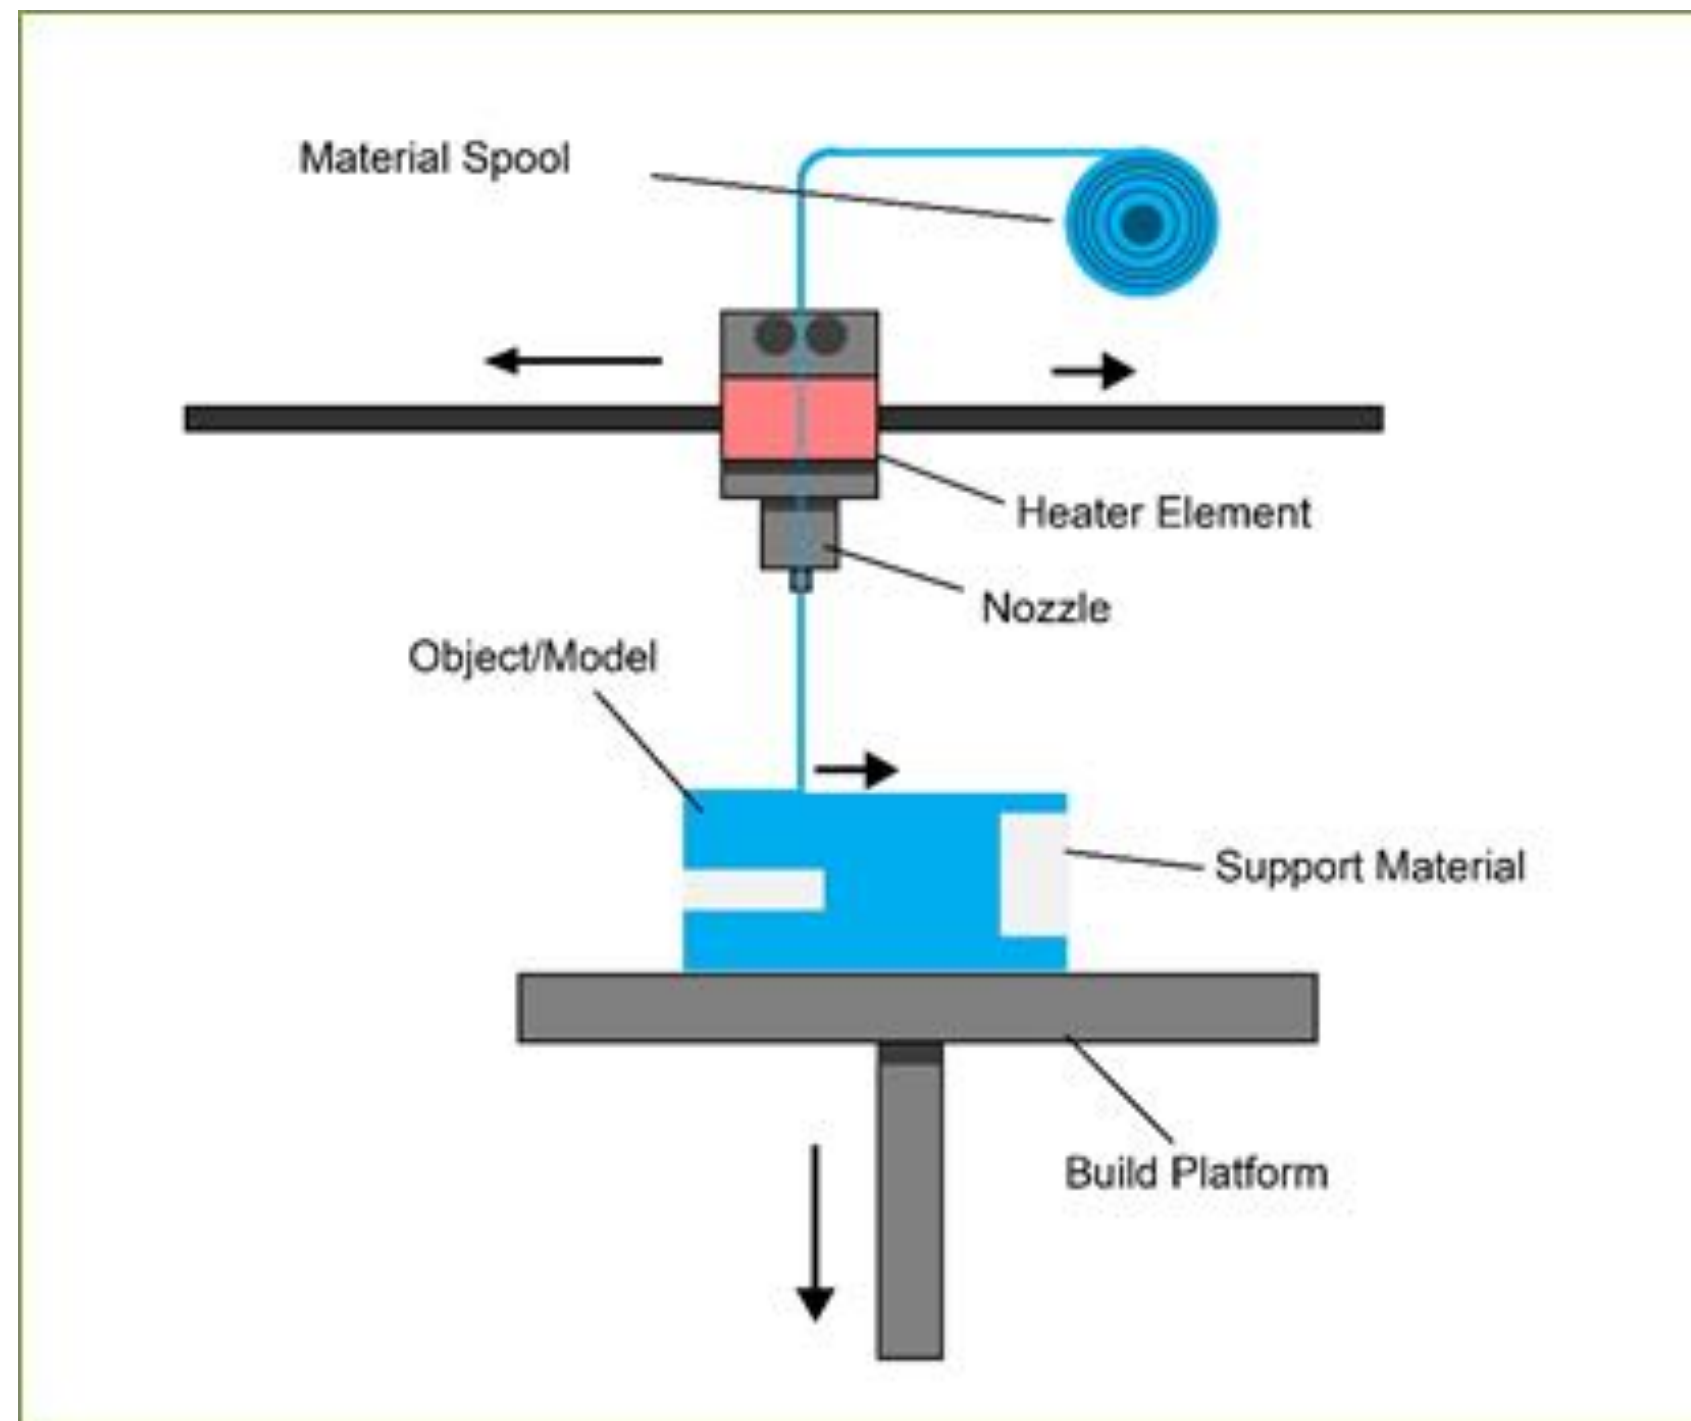 Material Spool
Heater Element
Nozzle
Object/Model
Support Material
Build Platform